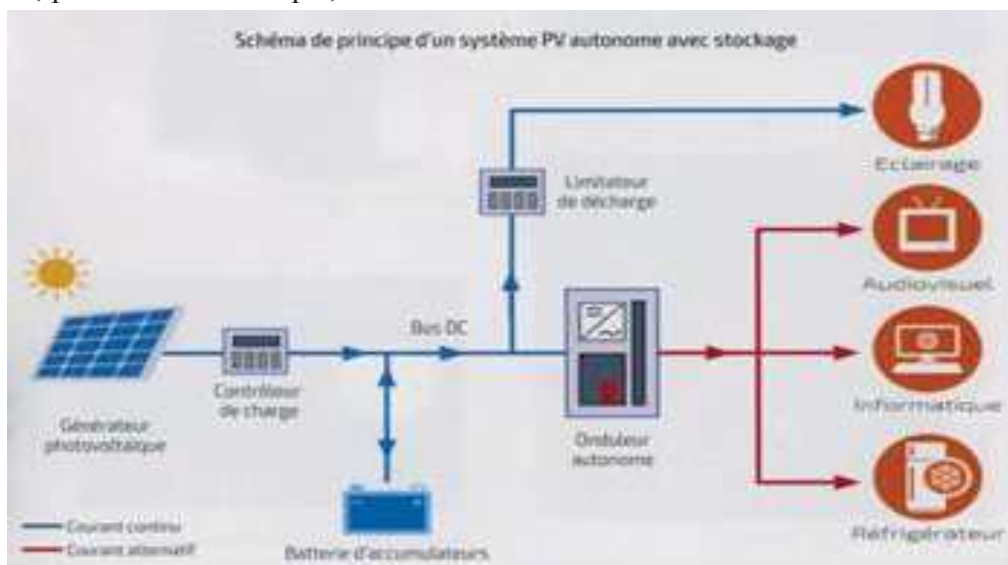 Schéma de principe d'un système PV autonome avec stockage
Eclairage
Limitateur
de décharge
Audiovisuel
Bus DC
Contrôleur
de charge
Informatique
Générateur
photovoltaïque
Onduleur
autonome
Réfrigérateur
Courant continu
Courant alternatif
Batterie d'accumulateurs